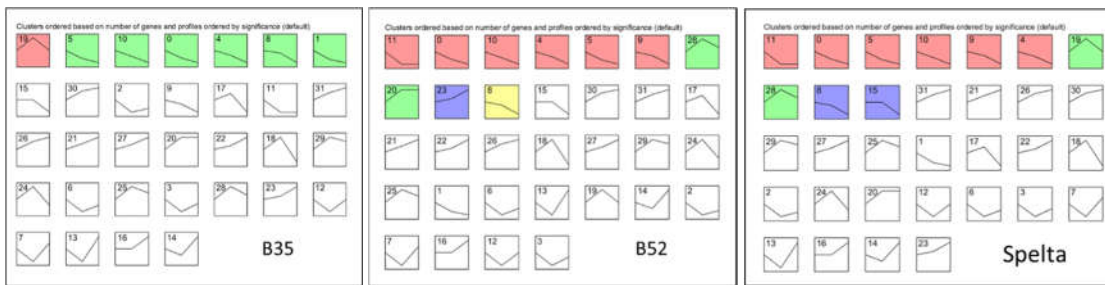 Clusters ordered based on number of genes and profiles ordered by significance (default)
19 5 10 0 4 8 1
15 30 2 9 17 11 31
26 21 27 20 22 18 29
24 6 25 3 28 23 12
7 13 16 14
B35
Clusters ordered based on number of genes and profiles ordered by significance (default)
11 0 10 4 5 9 28
20 23 8 15 30 31 17
21 22 26 27 18 29 24
25 1 6 13 19 14 2
7 16 12 3
B52
Clusters ordered based on number of genes and profiles ordered by significance (default)
11 0 5 10 9 4 19
28 8 15 31 21 26 30
29 27 25 1 17 22 18
2 24 20 12 6 3 7
13 16 14 23
Spelta